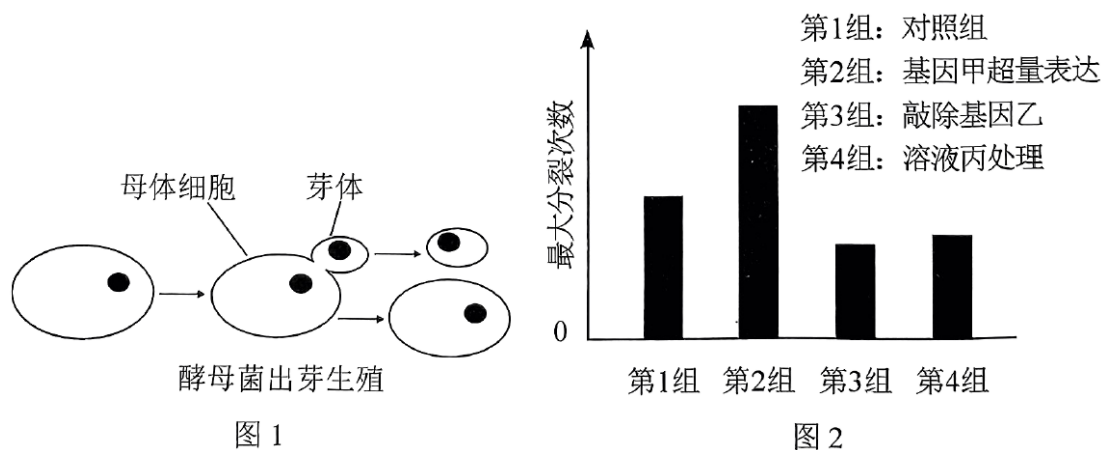 母体细胞
芽体
酵母菌出芽生殖
图 1
最大分裂次数
0
第1组：对照组
第2组：基因甲超量表达
第3组：敲除基因乙
第4组：溶液丙处理
第1组 第2组 第3组 第4组
图 2